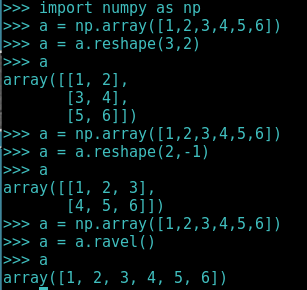 >>> import numpy as np
>>> a = np.array([1,2,3,4,5,6])
>>> a = a.reshape(3,2)
>>> a
array([[1, 2],
       [3, 4],
       [5, 6]])
>>> a = np.array([1,2,3,4,5,6])
>>> a = a.reshape(2,-1)
>>> a
array([[1, 2, 3],
       [4, 5, 6]])
>>> a = np.array([1,2,3,4,5,6])
>>> a = a.ravel()
>>> a
array([1, 2, 3, 4, 5, 6])